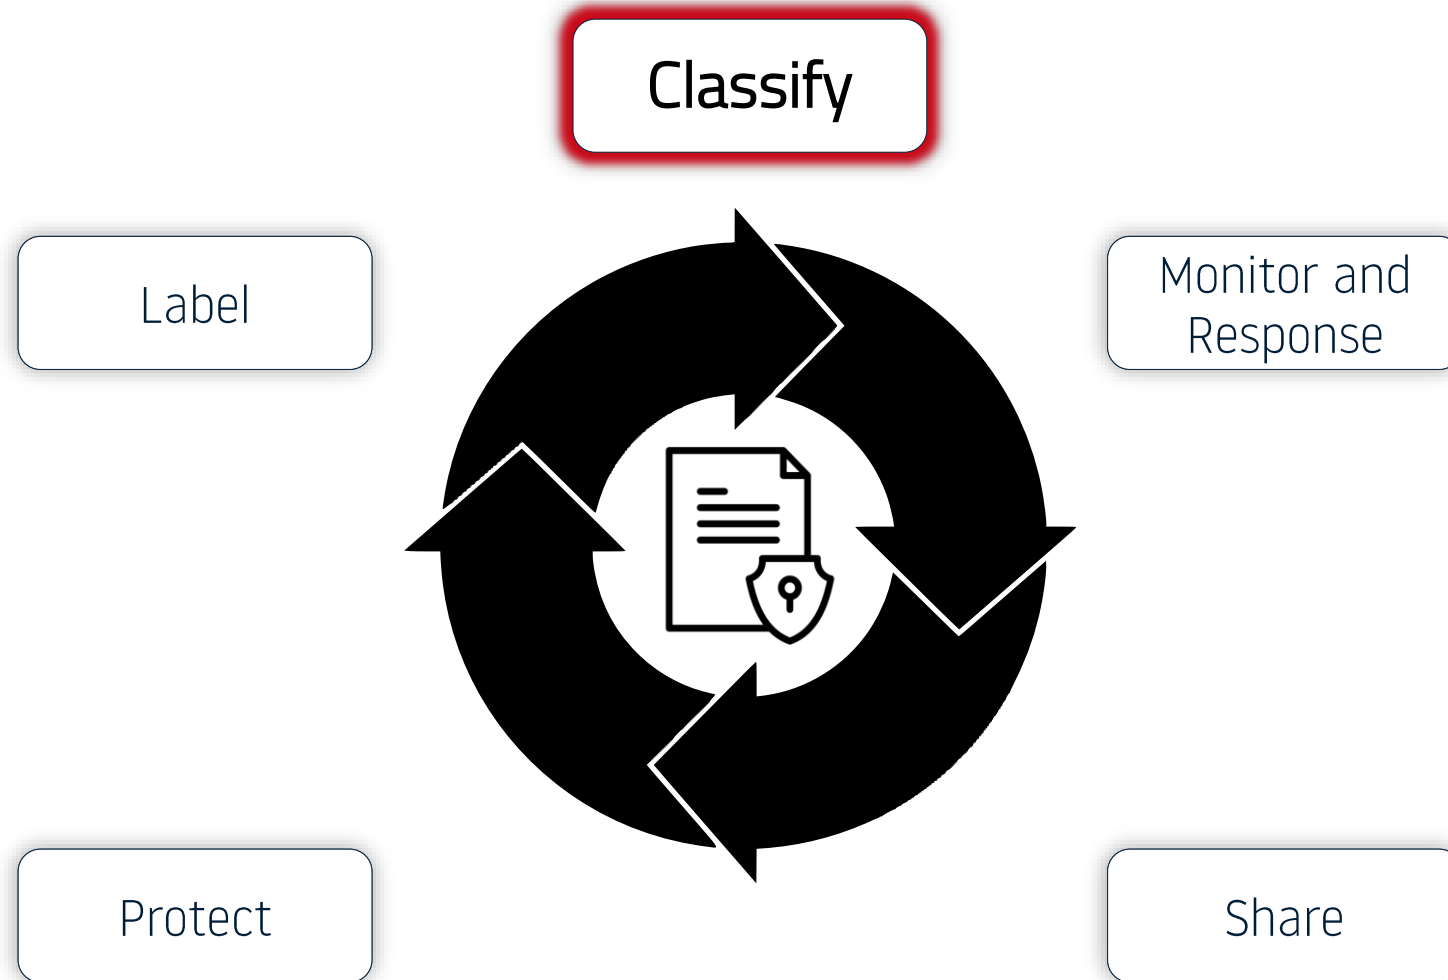 Classify
Label
Monitor and
Response
Protect
Share